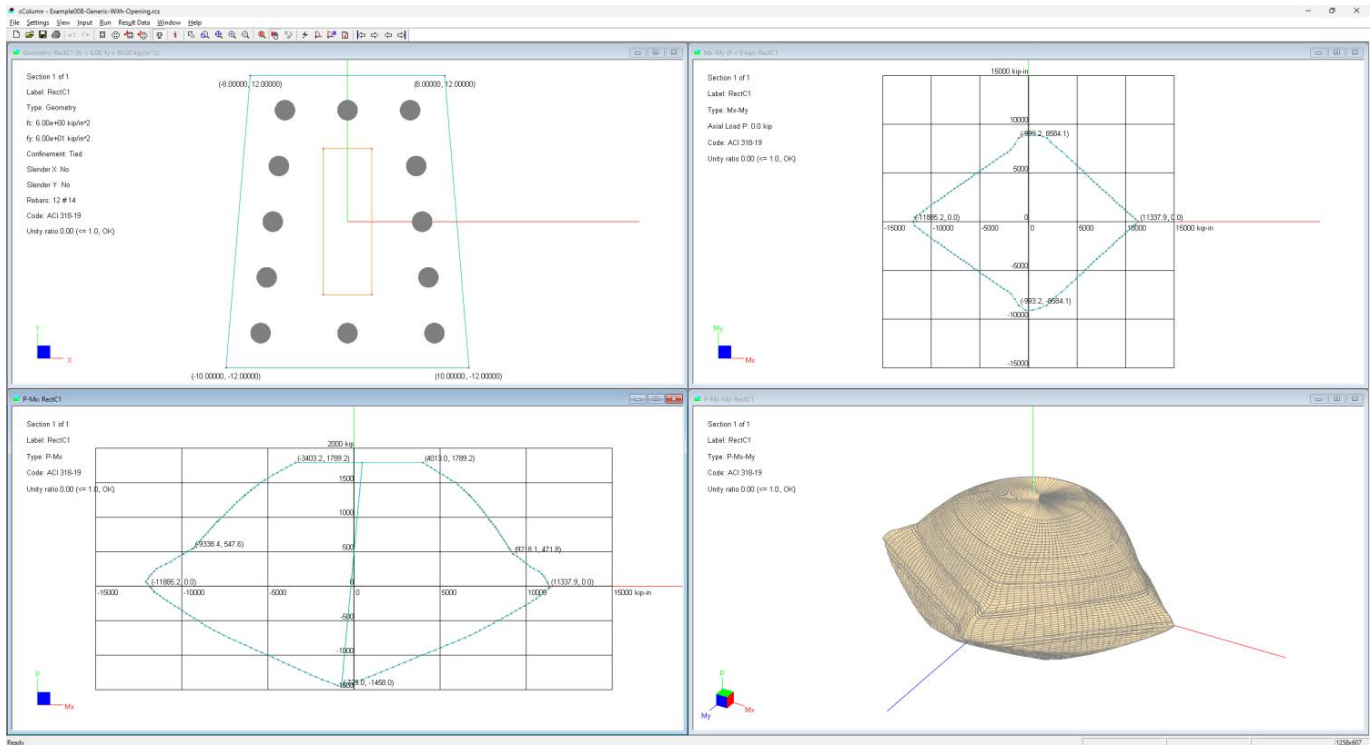 cColumn - Example008-Generic-With-Opening.rcs
File Settings View Input Run Result Data Window Help
Geometry: RectC1 (fc = 6.00 fy = 60.00 kip/in^2)
Section 1 of 1
Label: RectC1
Type: Geometry
fc: 6.00e+00 kip/in^2
fy: 6.00e+01 kip/in^2
Confinement: Tied
Slender X: No
Slender Y: No
Rebars: 12 # 14
Code: ACI 318-19
Unity ratio 0.00 (<= 1.0, OK)
(-8.00000, 12.00000)
(8.00000, 12.00000)
(-10.00000, -12.00000)
(10.00000, -12.00000)
Y
X
Mx-My (P = 0 kip): RectC1
Section 1 of 1
Label: RectC1
Type: Mx-My
Axial Load P: 0.0 kip
Code: ACI 318-19
Unity ratio 0.00 (<= 1.0, OK)
15000 kip-in
10000
(-993.2, 8584.1)
5000
(-11885.2, 0.0)
0
(11337.9, 0.0)
-15000
-10000
-5000
0
5000
10000
15000 kip-in
-5000
(-993.2, -8584.1)
-10000
-15000
My
Mx
P-Mx: RectC1
Section 1 of 1
Label: RectC1
Type: P-Mx
Code: ACI 318-19
Unity ratio 0.00 (<= 1.0, OK)
2000 kip
(-3403.2, 1789.2)
(4013.0, 1789.2)
1500
1000
(-9338.4, 547.6)
500
(9218.1, 471.8)
(-11885.2, 0.0)
0
(11337.9, 0.0)
-15000
-10000
-5000
0
5000
10000
15000 kip-in
-500
-1000
-1500
P
Mx
P-Mx-My: RectC1
Section 1 of 1
Label: RectC1
Type: P-Mx-My
Code: ACI 318-19
Unity ratio 0.00 (<= 1.0, OK)
P
My
Mx
Ready
1258x607